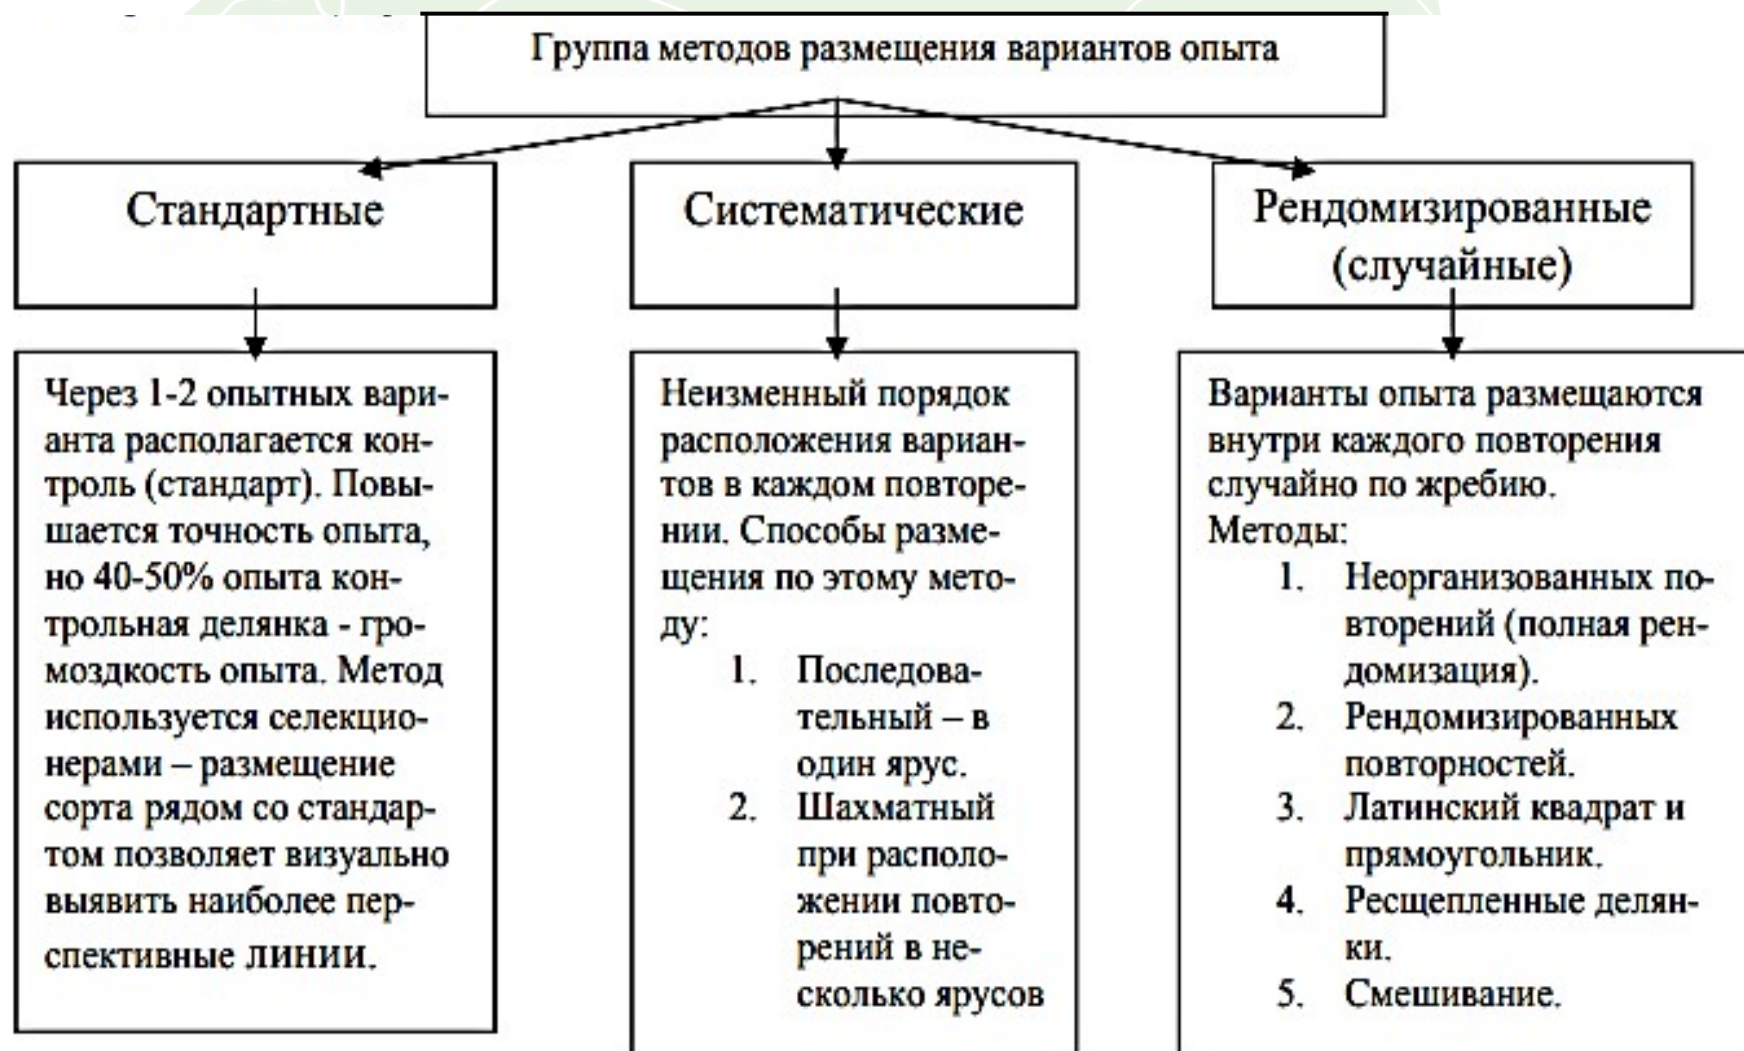 Группа методов размещения вариантов опыта
Стандартные
Систематические
Рендомизированные
(случайные)
Через 1-2 опытных вари-
анта располагается кон-
троль (стандарт). Повы-
шается точность опыта,
но 40-50% опыта кон-
трольная делянка - гро-
моздкость опыта. Метод
используется селекцио-
нерами – размещение
сорта рядом со стандар-
том позволяет визуально
выявить наиболее пер-
спективные линии.
Неизменный порядок
расположения вариан-
тов в каждом повторе-
нии. Способы разме-
щения по этому мето-
ду:
1. Последова-
тельный – в
один ярус.
2. Шахматный
при располо-
жении повто-
рений в не-
сколько ярусов
Варианты опыта размещаются
внутри каждого повторения
случайно по жребию.
Методы:
1. Неорганизованных по-
вторений (полная рен-
домизация).
2. Рендомизированных
повторностей.
3. Латинский квадрат и
прямоугольник.
4. Ресщепленные делян-
ки.
5. Смешивание.